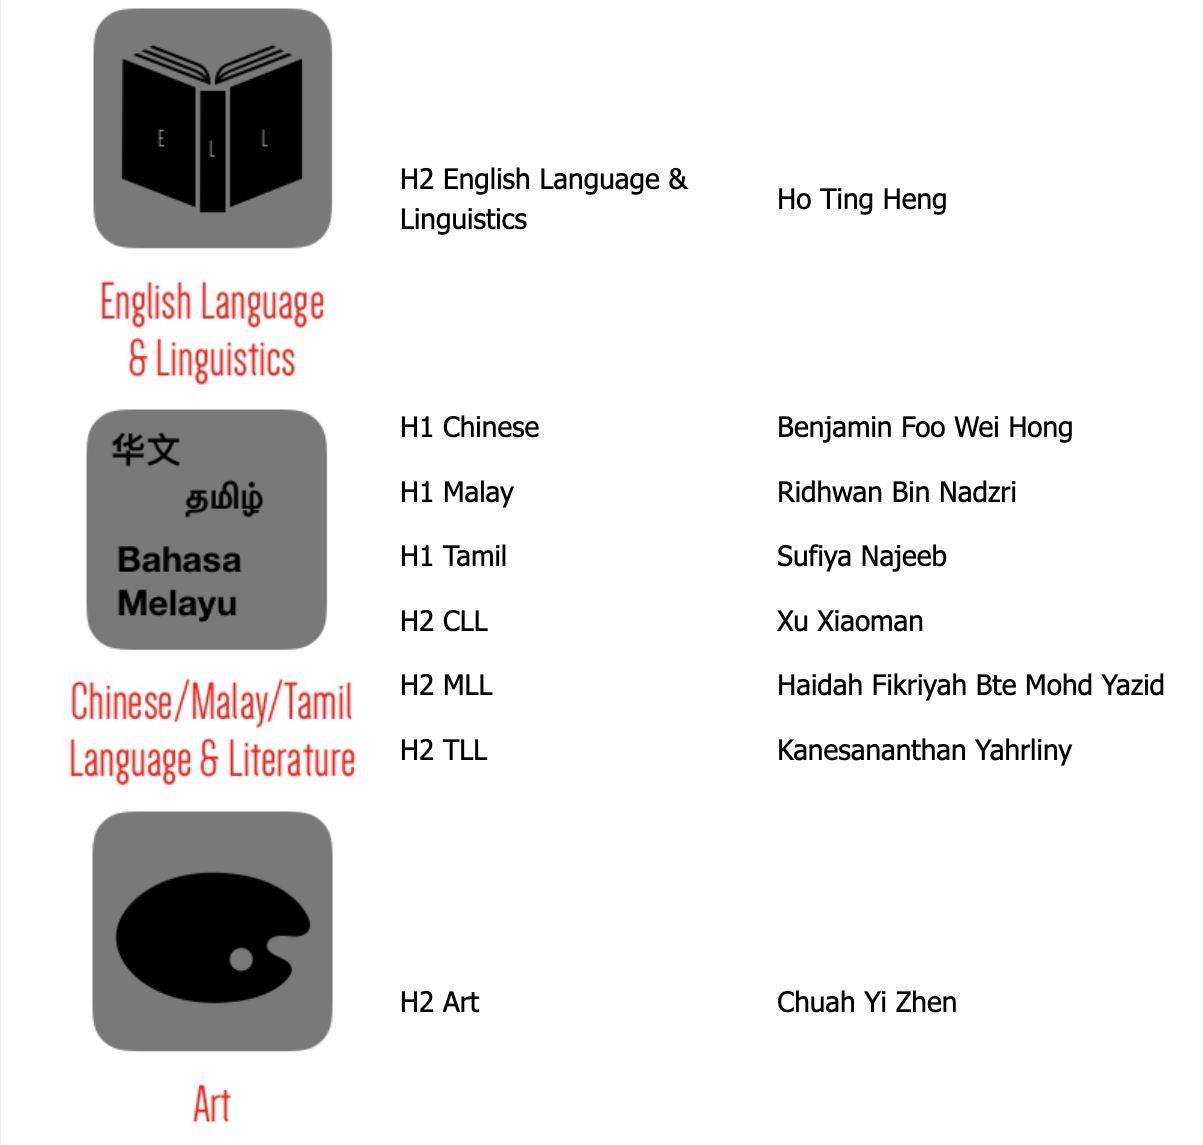 E
L
L
H2 English Language &
Linguistics
Ho Ting Heng
English Language
& Linguistics
华文
தமிழ்
Bahasa
Melayu
Chinese/Malay/Tamil
Language & Literature
H1 Chinese
Benjamin Foo Wei Hong
H1 Malay
Ridhwan Bin Nadzri
H1 Tamil
Sufiya Najeeb
H2 CLL
Xu Xiaoman
H2 MLL
Haidah Fikriyah Bte Mohd Yazid
H2 TLL
Kanesananthan Yahrliny
H2 Art
Chuah Yi Zhen
Art